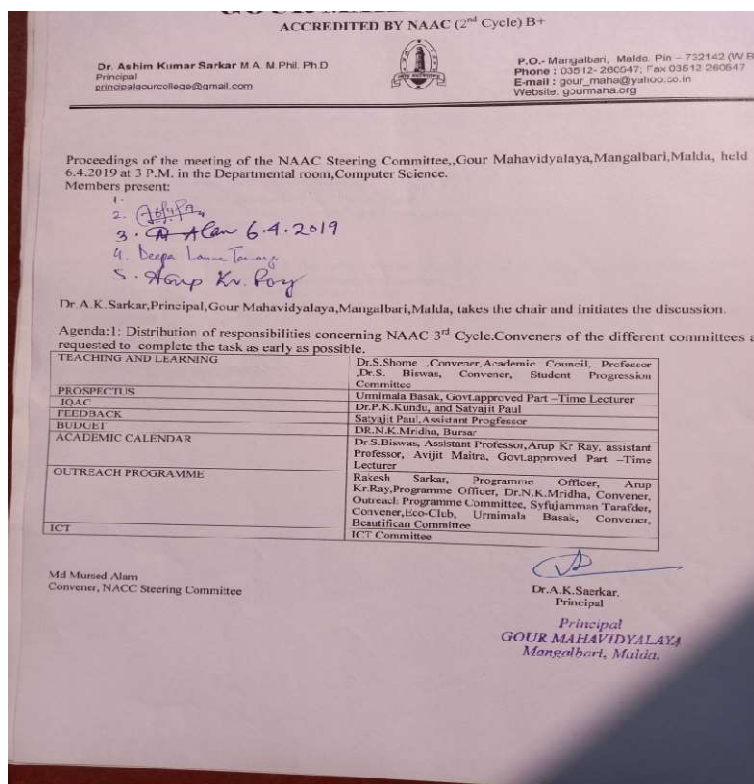 ACCREDITED BY NAAC (2nd Cycle) B+
Dr. Ashim Kumar Sarkar M.A. M.Phil. Ph.D
Principal
principalgourcollege@gmail.com
P.O.- Mangalbari, Malda. Pin – 732142 (W B
Phone : 03512- 260547; Fax 03512 260547
E-mail : gour_maha@yahoo.co.in
Website. gourmaha.org
Proceedings of the meeting of the NAAC Steering Committee,,Gour Mahavidyalaya,Mangalbari,Malda, held
6.4.2019 at 3 P.M. in the Departmental room,Computer Science.
Members present:
1.
2.
3. Alam 6.4.2019
4. Deepa
5. Arup Kr. Roy
Dr.A.K.Sarkar,Principal,Gour Mahavidyalaya,Mangalbari,Malda, takes the chair and initiates the discussion.
Agenda:1: Distribution of responsibilities concerning NAAC 3rd Cycle.Conveners of the different committees a
requested to complete the task as early as possible.
TEACHING AND LEARNING
Dr.S.Shome ,Convener,Academic Council, Professor
,Dr.S. Biswas, Convener, Student Progression
Committee
PROSPECTUS
Urmimala Basak, Govt.approved Part –Time Lecturer
IQAC
Dr.P.K.Kundu, and Satyajit Paul
FEEDBACK
Satyajit Paul,Assistant Progfessor
BUDGET
DR.N.K.Mridha, Bursar
ACADEMIC CALENDAR
Dr.S.Biswas, Assistant Professor,Arup Kr Ray, assistant
Professor, Avijit Maitra, Govt.approved Part –Time
Lecturer
OUTREACH PROGRAMME
Rakesh Sarkar, Programme Officer, Arup
Kr.Ray,Programme Officer, Dr.N.K.Mridha, Convener,
Outreach Programme Committee, Syfujamman Tarafder,
Convener,Eco-Club, Urmimala Basak, Convener,
Beautifican Committee
ICT
ICT Committee
Md Mursed Alam
Convener, NACC Steering Committee
Dr.A.K.Saerkar.
Principal
Principal
GOUR MAHAVIDYALAYA
Mangalbari, Malda.